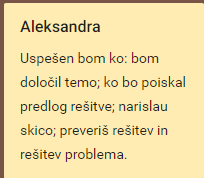 Aleksandra
Uspešen bom ko: bom
določil temo; ko bo poiskal
predlog rešitve; narislau
skico; preveriš rešitev in
rešitev problema.